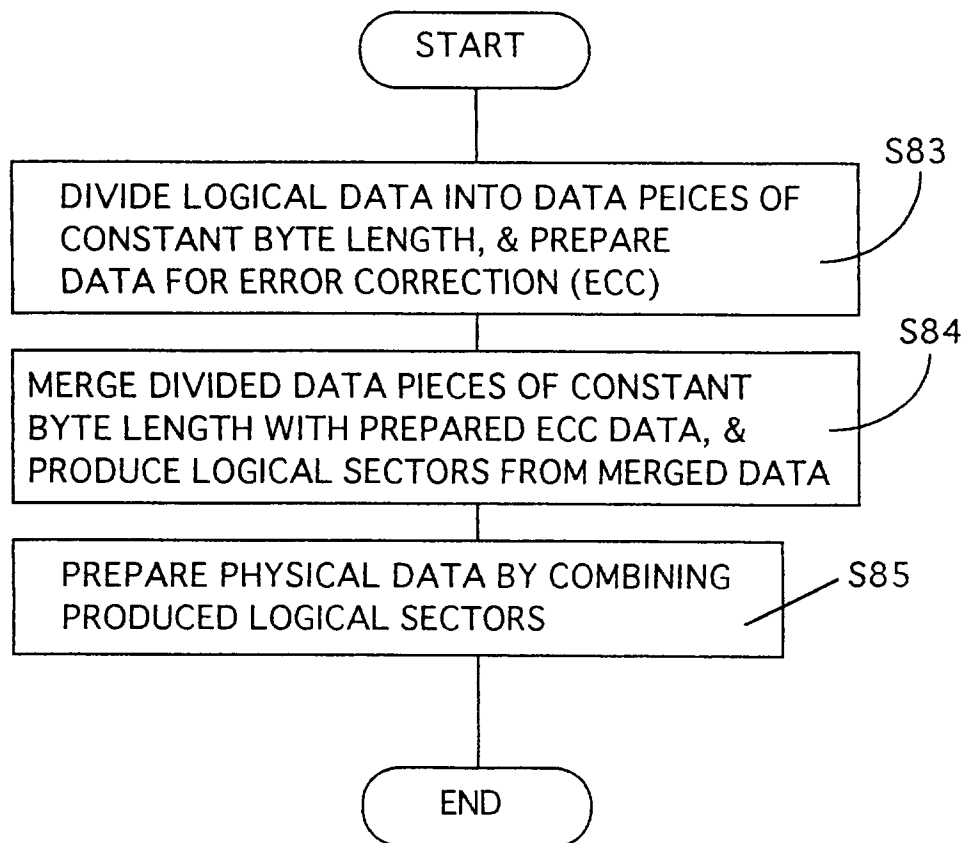 START
S83
DIVIDE LOGICAL DATA INTO DATA PEICES OF
CONSTANT BYTE LENGTH, & PREPARE
DATA FOR ERROR CORRECTION (ECC)
S84
MERGE DIVIDED DATA PIECES OF CONSTANT
BYTE LENGTH WITH PREPARED ECC DATA, &
PRODUCE LOGICAL SECTORS FROM MERGED DATA
PREPARE PHYSICAL DATA BY COMBINING
PRODUCED LOGICAL SECTORS
S85
END